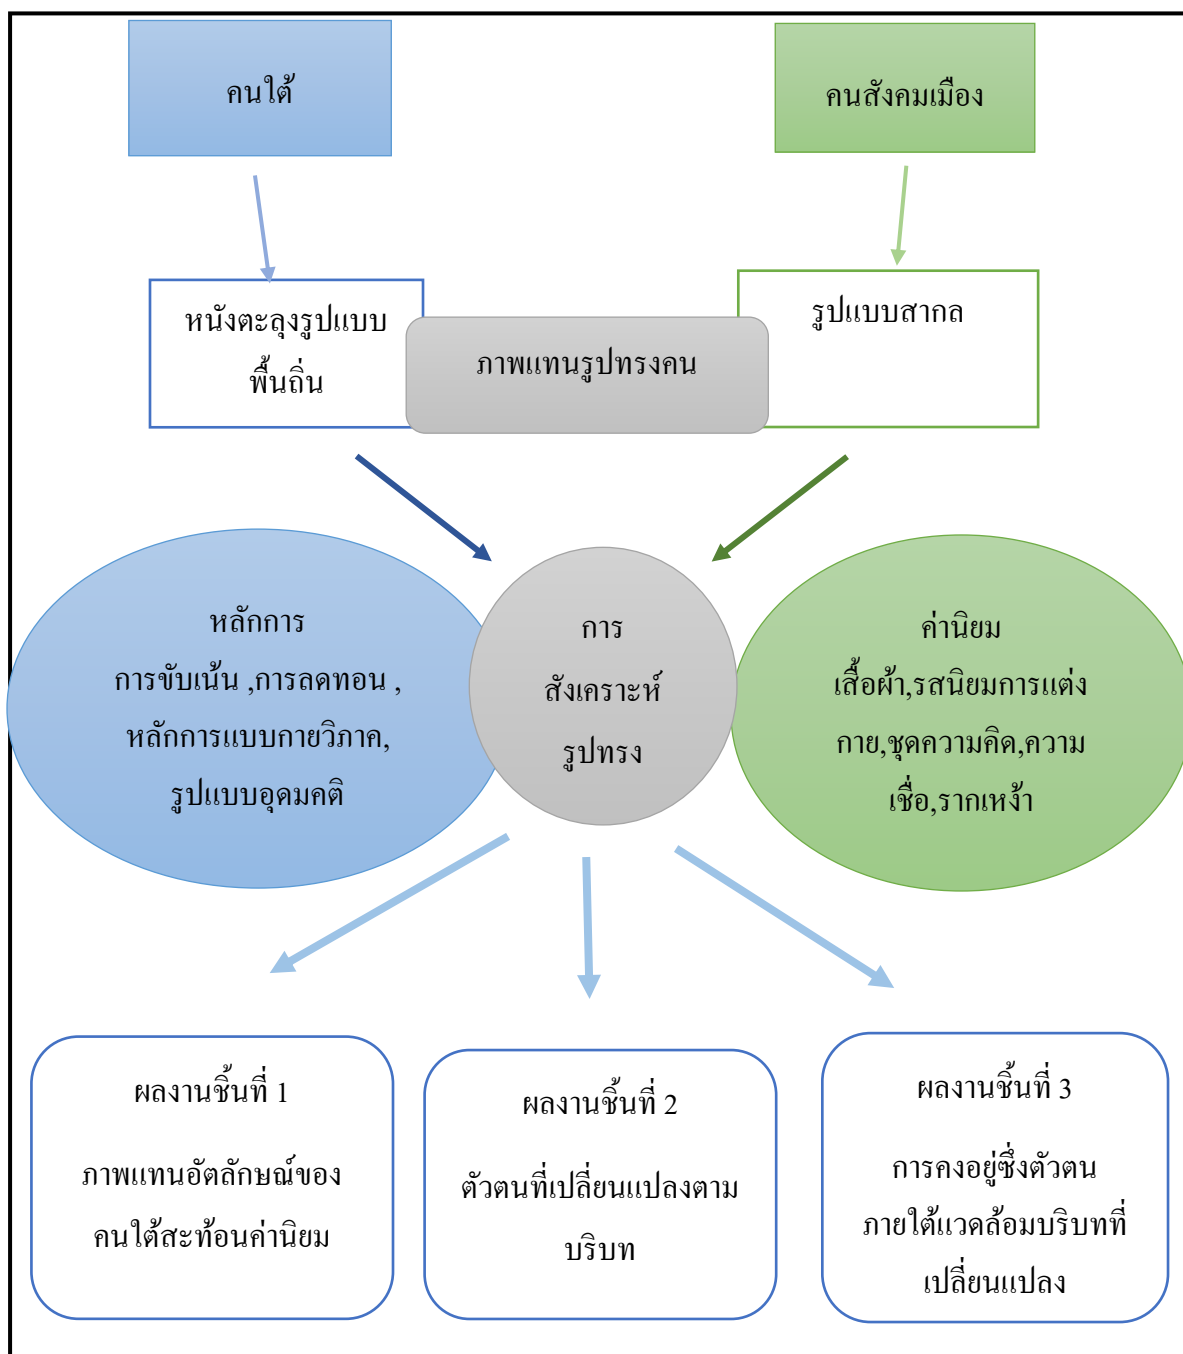 คนใต้
คนสังคมเมือง
หนังตะลุงรูปแบบ
พื้นถิ่น
ภาพแทนรูปทรงคน
รูปแบบสากล
หลักการ
การขับเน้น ,การลดทอน ,
หลักการแบบกายวิภาค,
รูปแบบอุดมคติ
การ
สังเคราะห์
รูปทรง
ค่านิยม
เสื้อผ้า,รสนิยมการแต่ง
กาย,ชุดความคิด,ความ
เชื่อ,รากเหง้า
ผลงานชิ้นที่ 1
ภาพแทนอัตลักษณ์ของ
คนใต้สะท้อนค่านิยม
ผลงานชิ้นที่ 2
ตัวตนที่เปลี่ยนแปลงตาม
บริบท
ผลงานชิ้นที่ 3
การคงอยู่ซึ่งตัวตน
ภายใต้แวดล้อมบริบทที่
เปลี่ยนแปลง